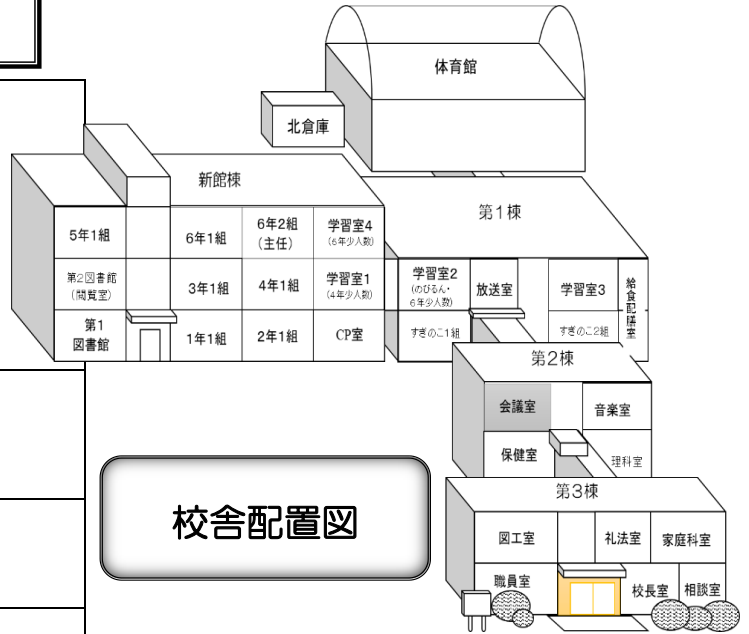 体育館
北倉庫
新館棟
5年1組
6年1組
6年2組
(主任)
学習室4
(6年少人数)
第2図書館
(閲覧室)
3年1組
4年1組
学習室1
(4年少人数)
第1
図書館
1年1組
2年1組
CP室
第1棟
学習室2
(のびるん・
6年少人数)
放送室
学習室3
給食配膳室
すぎのこ1組
すぎのこ2組
第2棟
会議室
音楽室
保健室
理科室
第3棟
図工室
礼法室
家庭科室
職員室
校長室
相談室
校舎配置図